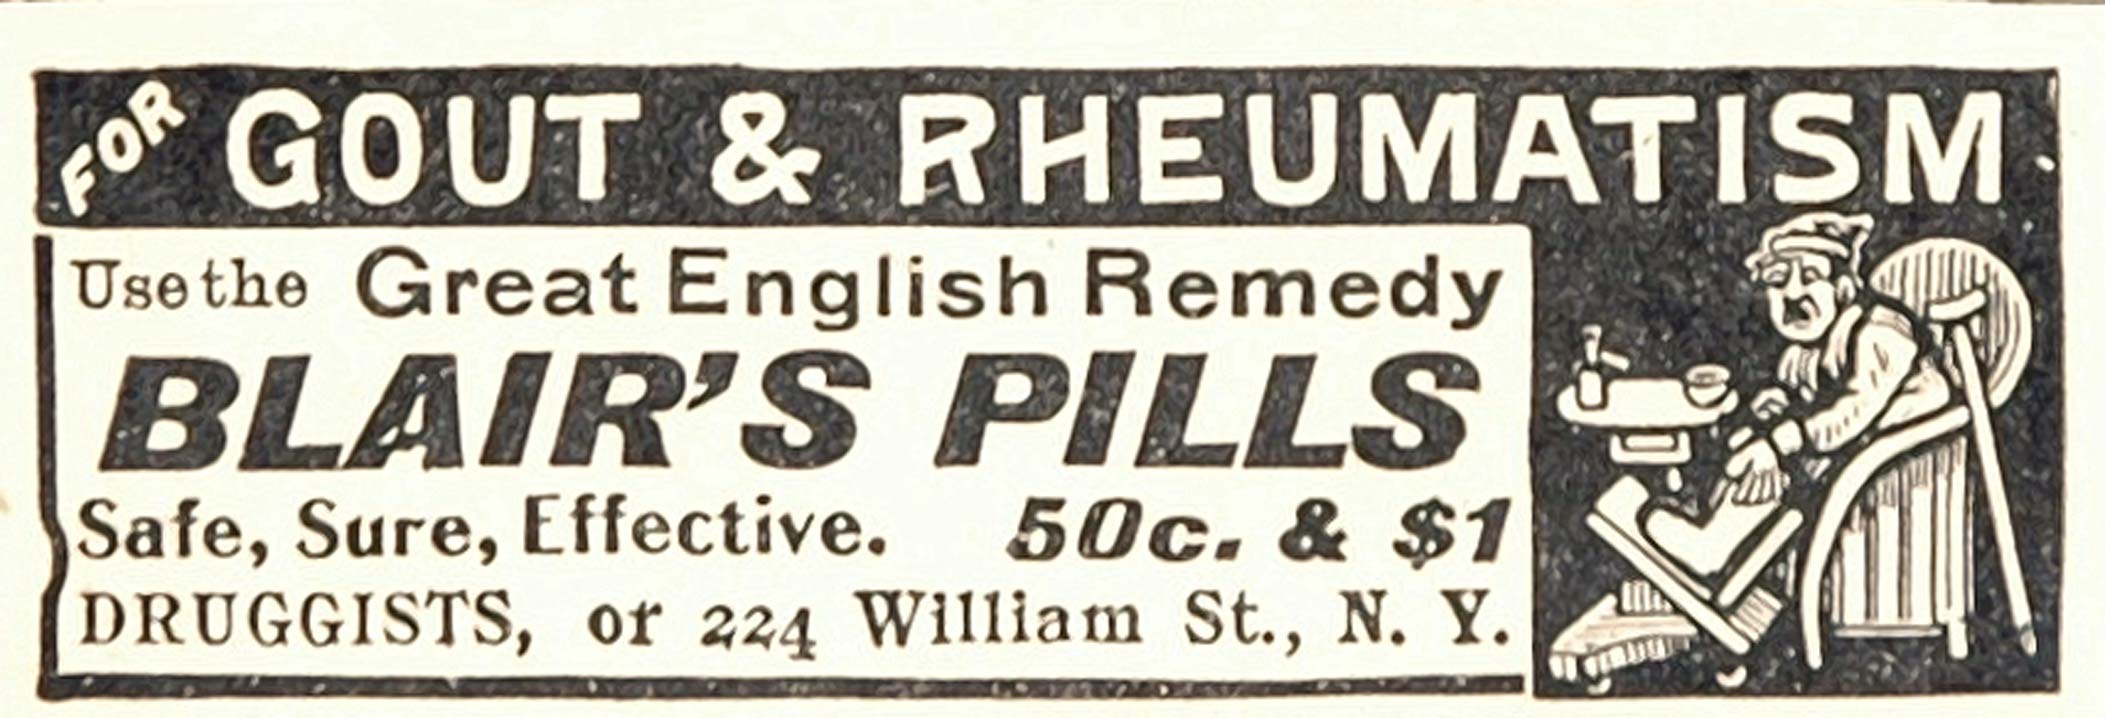 FOR GOUT & RHEUMATISM
Use the Great English Remedy
BLAIR'S PILLS
Safe, Sure, Effective. 50c. & $1
DRUGGISTS, or 224 William St., N. Y.